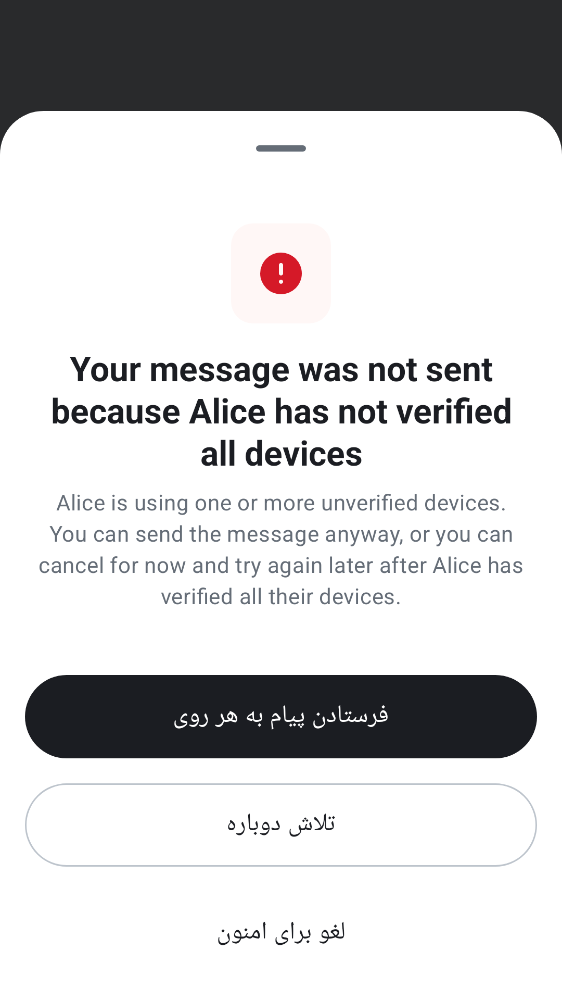 Your message was not sent
because Alice has not verified
all devices
Alice is using one or more unverified devices.
You can send the message anyway, or you can
cancel for now and try again later after Alice has
verified all their devices.
فرستادن پیام به هر روی
تلاش دوباره
لغو برای امنون